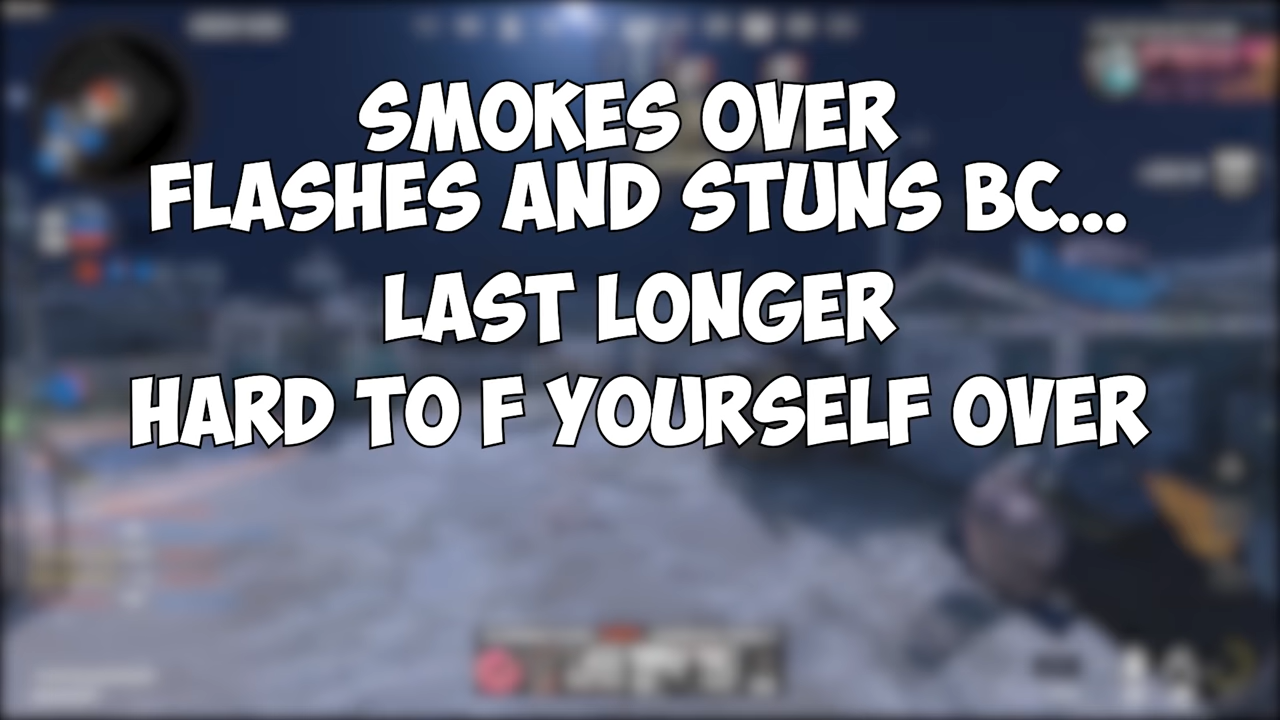 SMOKES OVER
FLASHES AND STUNS BC...
LAST LONGER
HARD TO F YOURSELF OVER